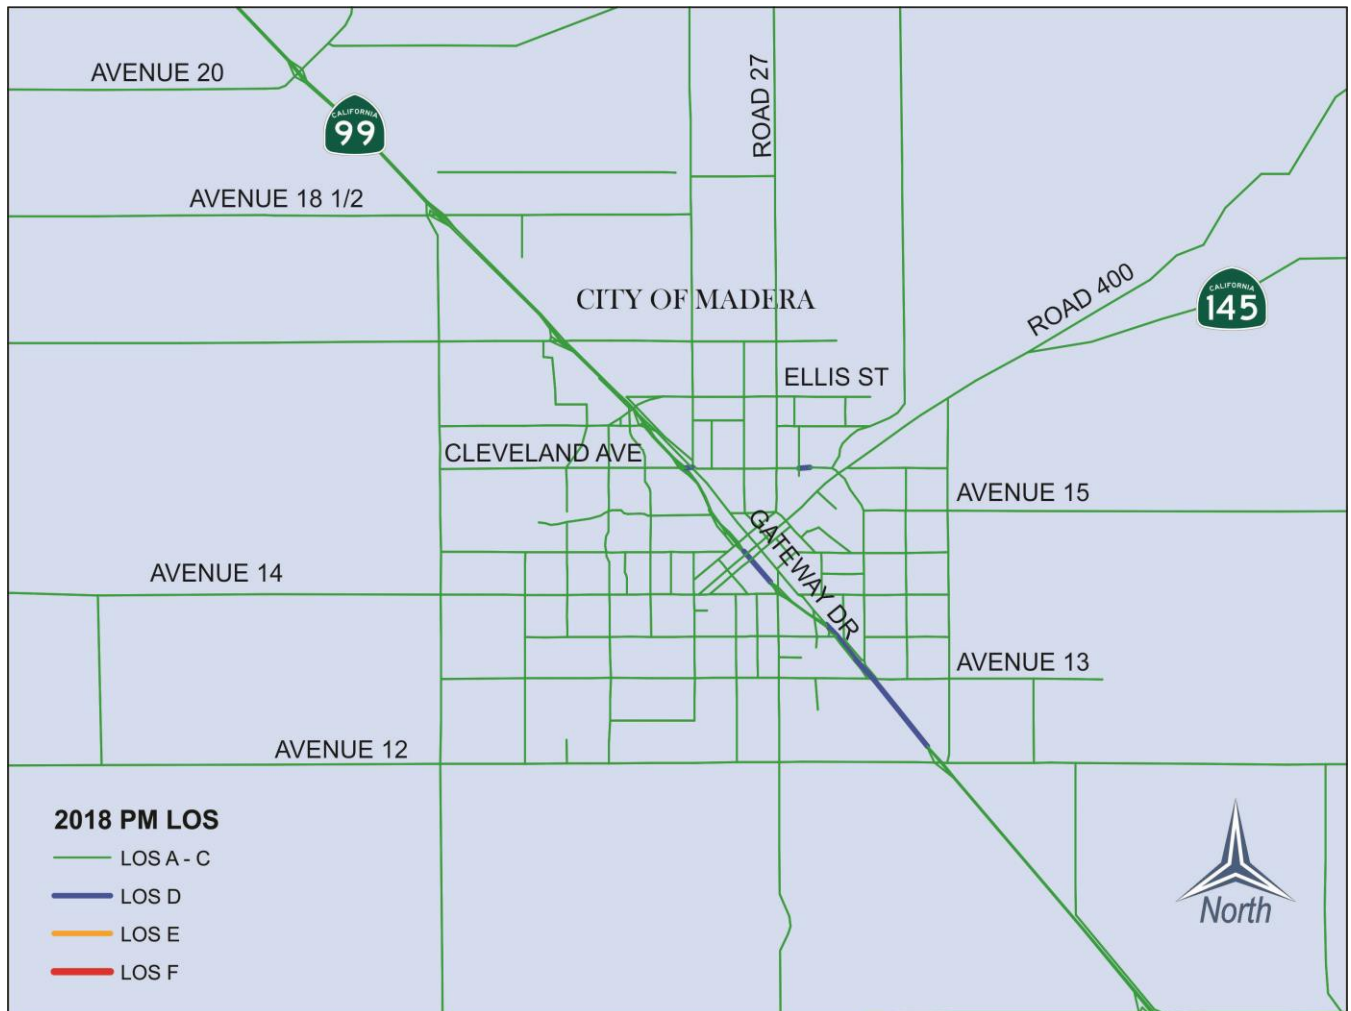 AVENUE 20
ROAD 27
CALIFORNIA
99
AVENUE 18 1/2
ROAD 400
CALIFORNIA
145
CITY OF MADERA
ELLIS ST
CLEVELAND AVE
AVENUE 15
GATEWAY DR
AVENUE 14
AVENUE 13
AVENUE 12
2018 PM LOS
LOS A - C
LOS D
LOS E
LOS F
North